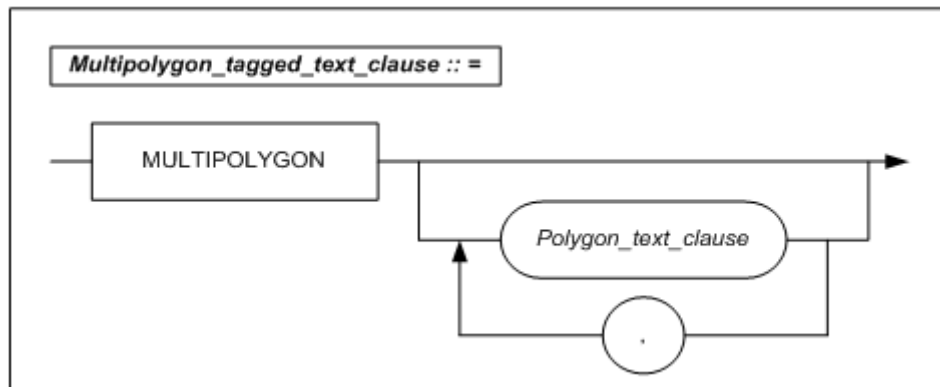 Multipolygon_tagged_text_clause :: =
MULTIPOLYGON
Polygon_text_clause
,